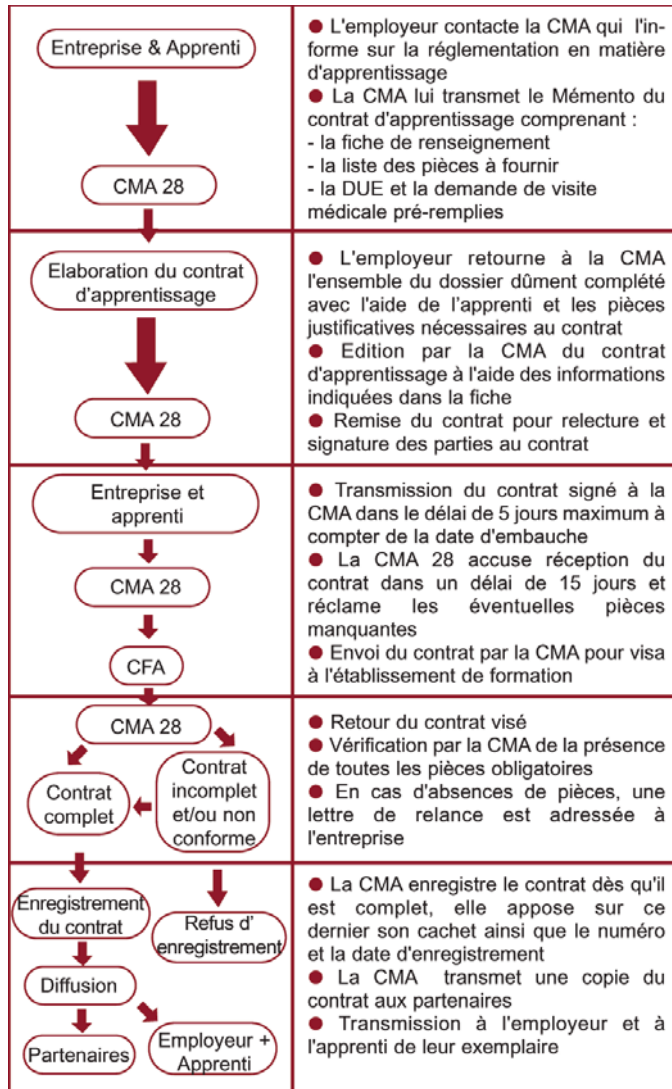 Entreprise & Apprenti
CMA 28
● L'employeur contacte la CMA qui l'in-
forme sur la réglementation en matière
d'apprentissage
● La CMA lui transmet le Mémento du
contrat d'apprentissage comprenant :
- la fiche de renseignement
- la liste des pièces à fournir
- la DUE et la demande de visite
médicale pré-remplies
Elaboration du contrat
d'apprentissage
CMA 28
● L'employeur retourne à la CMA
l'ensemble du dossier dûment complété
avec l'aide de l'apprenti et les pièces
justificatives nécessaires au contrat
● Edition par la CMA du contrat
d'apprentissage à l'aide des informations
indiquées dans la fiche
● Remise du contrat pour relecture et
signature des parties au contrat
Entreprise et
apprenti
CMA 28
CFA
● Transmission du contrat signé à la
CMA dans le délai de 5 jours maximum à
compter de la date d'embauche
● La CMA 28 accuse réception du
contrat dans un délai de 15 jours et
réclame les éventuelles pièces
manquantes
● Envoi du contrat par la CMA pour visa
à l'établissement de formation
CMA 28
Contrat
complet
Contrat
incomplet
et/ou non
conforme
● Retour du contrat visé
● Vérification par la CMA de la présence
de toutes les pièces obligatoires
● En cas d'absences de pièces, une
lettre de relance est adressée à
l'entreprise
Enregistrement
du contrat
Refus d'
enregistrement
Diffusion
Partenaires
Employeur +
Apprenti
● La CMA enregistre le contrat dès qu'il
est complet, elle appose sur ce
dernier son cachet ainsi que le numéro
et la date d'enregistrement
● La CMA transmet une copie du
contrat aux partenaires
● Transmission à l'employeur et à
l'apprenti de leur exemplaire